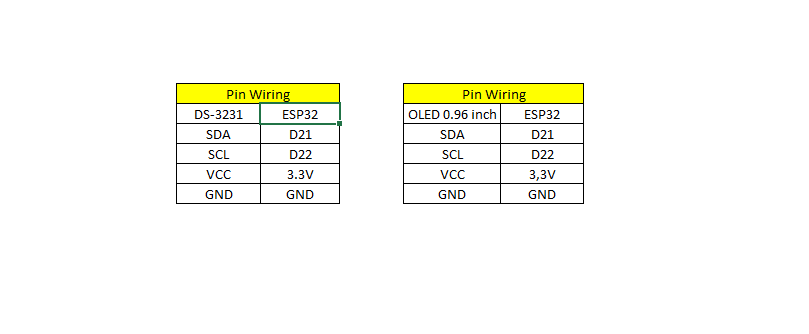 Pin Wiring
DS-3231 ESP32
SDA D21
SCL D22
VCC 3.3V
GND GND
Pin Wiring
OLED 0.96 inch ESP32
SDA D21
SCL D22
VCC 3,3V
GND GND